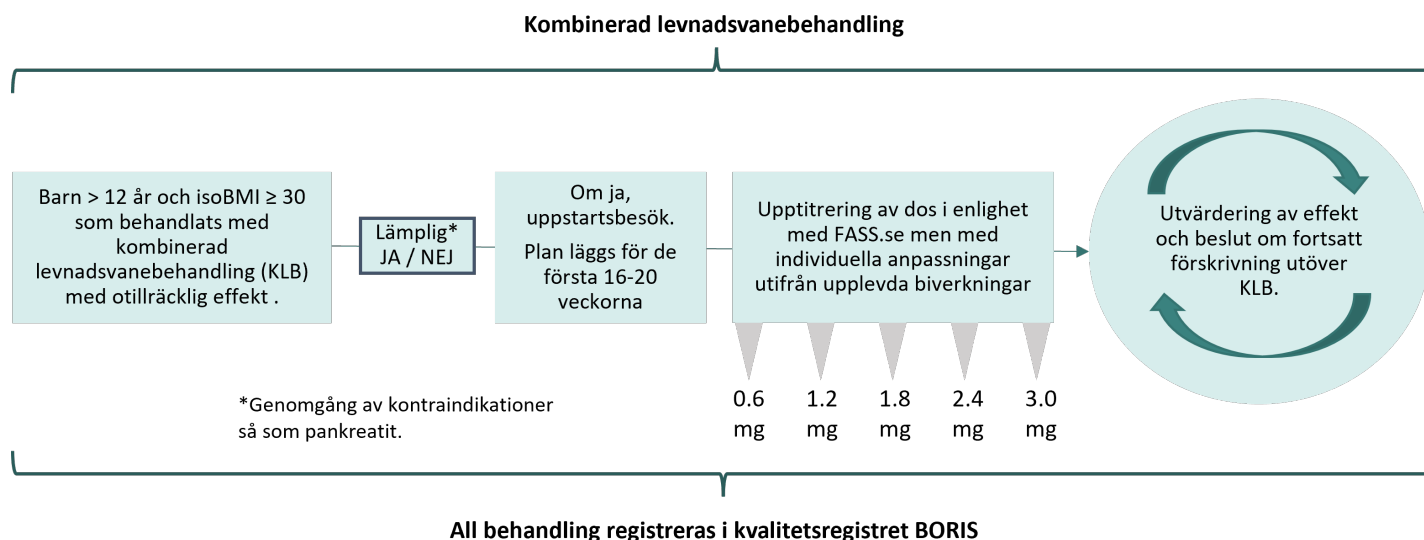 Kombinerad levnadsvanebehandling
Barn > 12 år och isoBMI ≥ 30
som behandlats med
kombinerad
levnadsvanebehandling (KLB)
med otillräcklig effekt .
Lämplig*
JA / NEJ
Om ja,
uppstartsbesök.
Plan läggs för de
första 16-20
veckorna
Upptitrering av dos i enlighet
med FASS.se men med
individuella anpassningar
utifrån upplevda biverkningar
Utvärdering av effekt
och beslut om fortsatt
förskrivning utöver
KLB.
0.6
mg
1.2
mg
1.8
mg
2.4
mg
3.0
mg
*Genomgång av kontraindikationer
så som pankreatit.
All behandling registreras i kvalitetsregistret BORIS